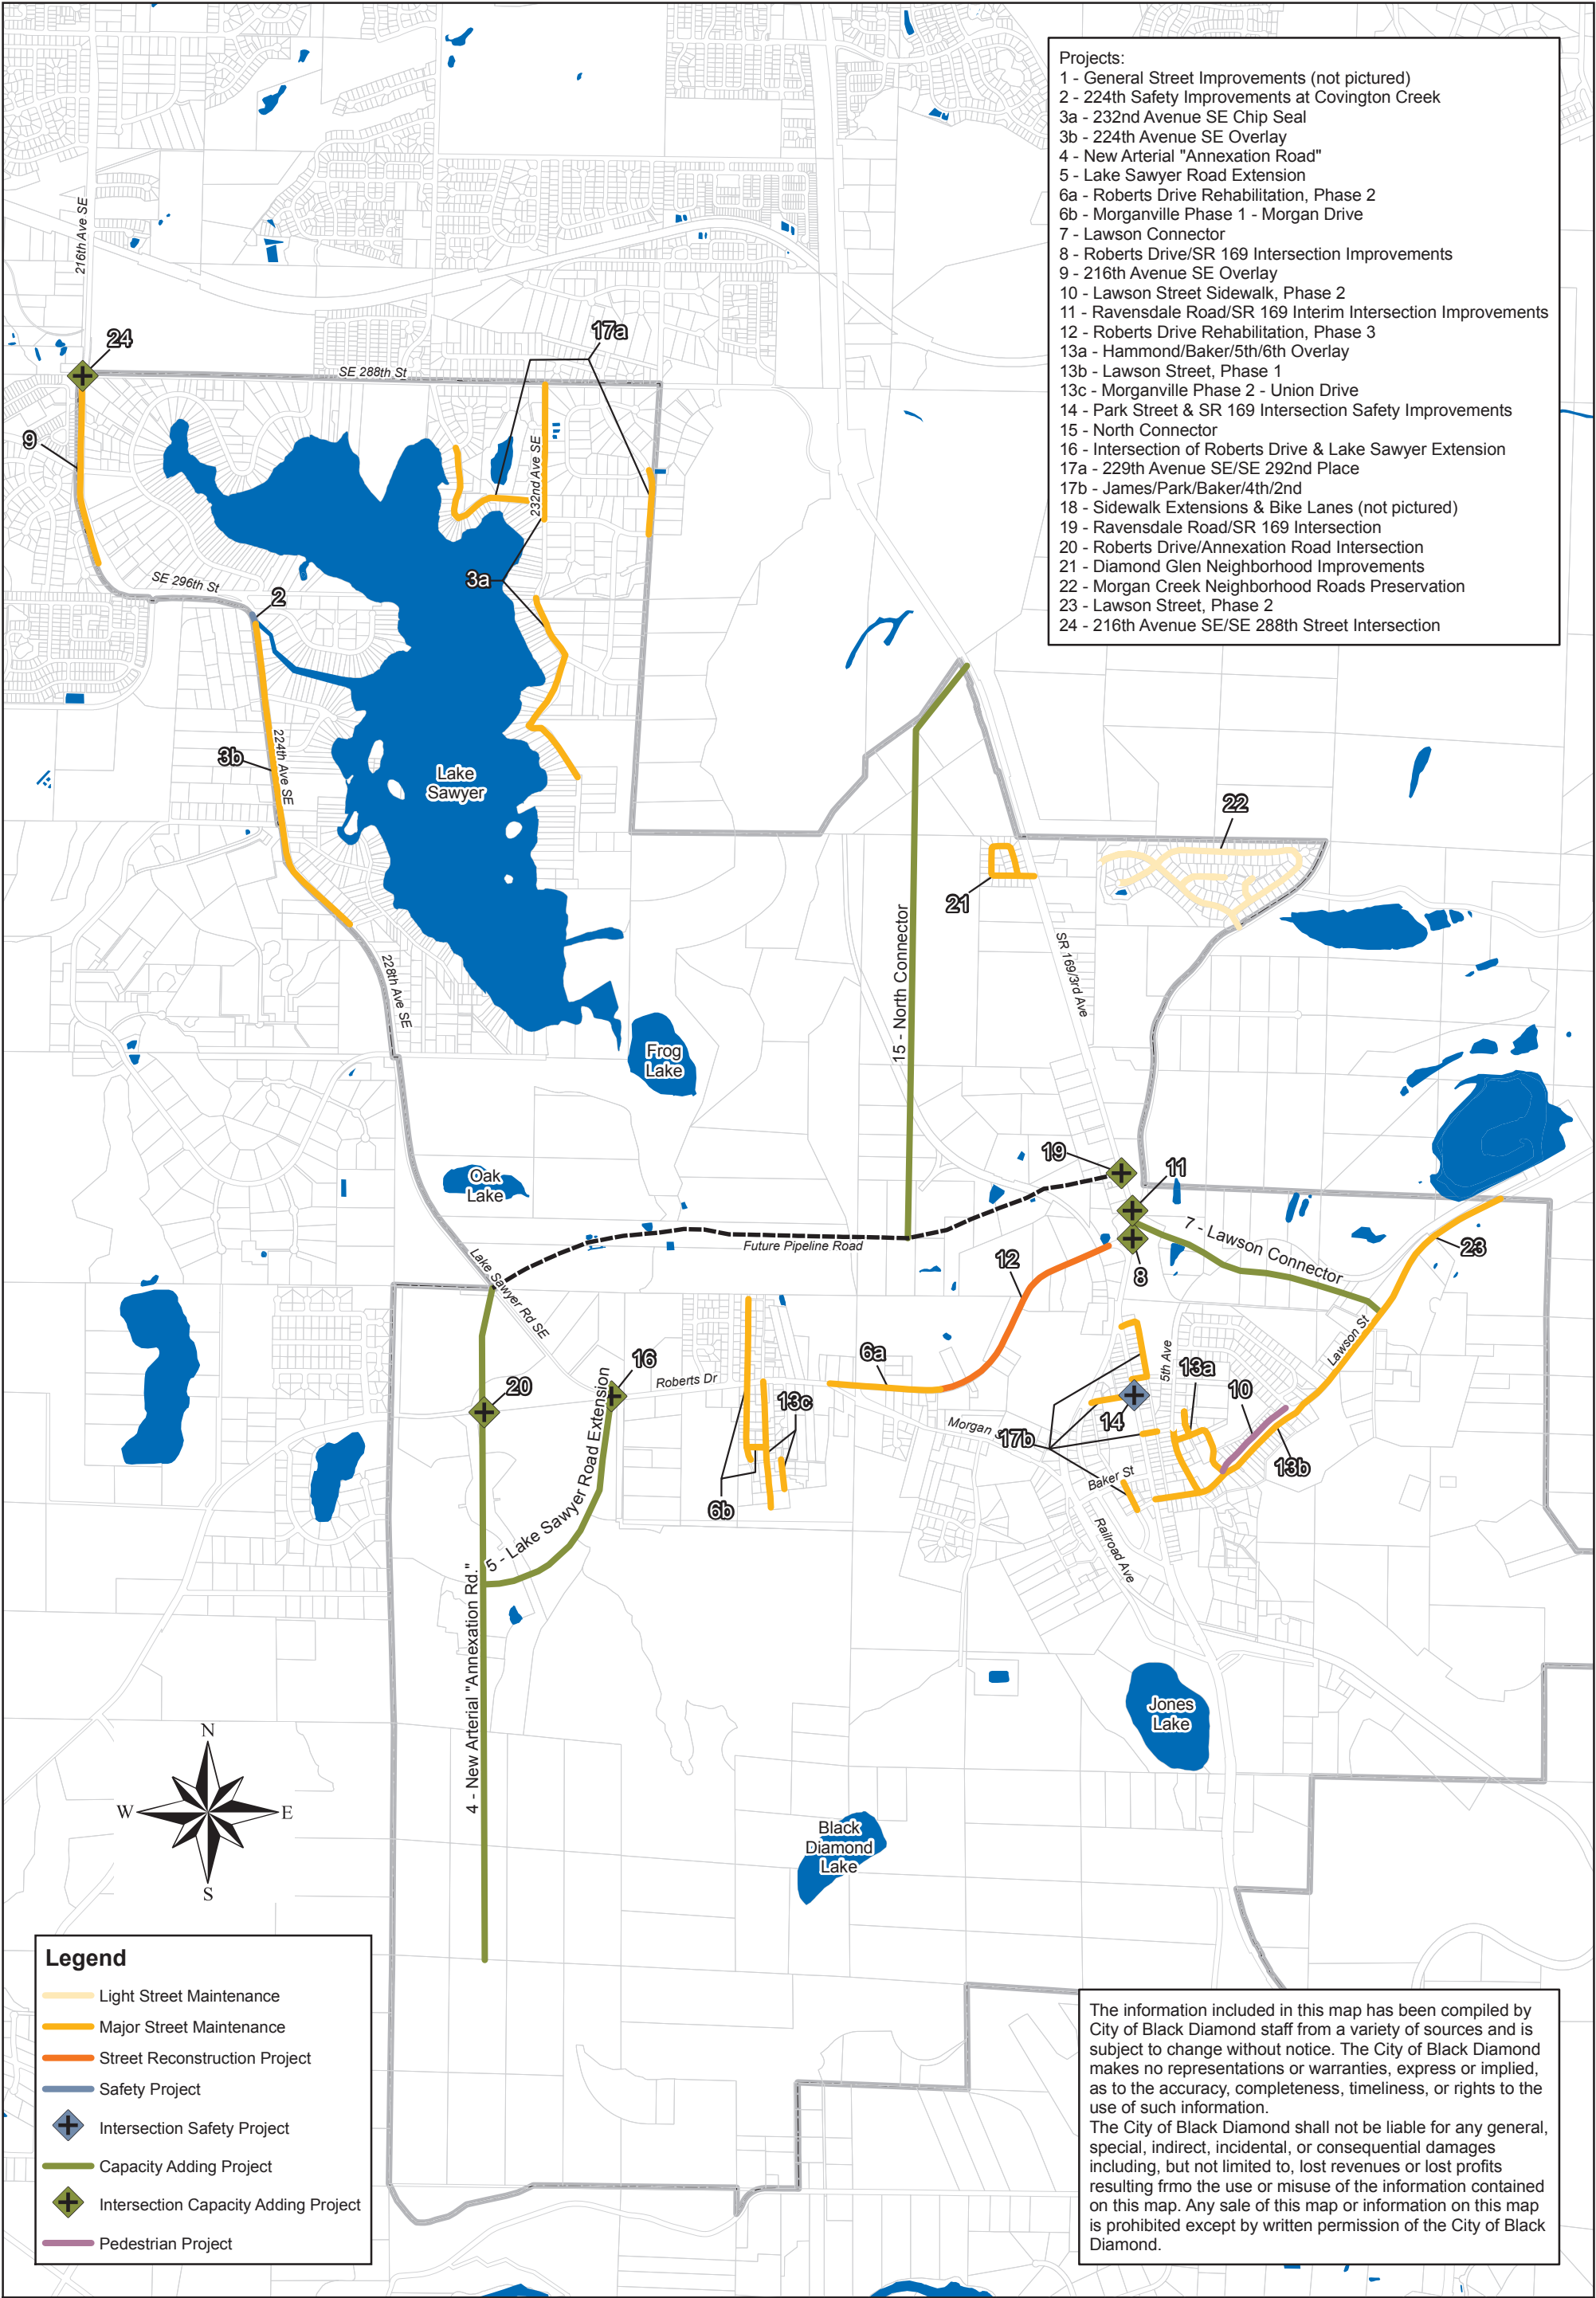 Projects:
1 - General Street Improvements (not pictured)
2 - 224th Safety Improvements at Covington Creek
3a - 232nd Avenue SE Chip Seal
3b - 224th Avenue SE Overlay
4 - New Arterial "Annexation Road"
5 - Lake Sawyer Road Extension
6a - Roberts Drive Rehabilitation, Phase 2
6b - Morganville Phase 1 - Morgan Drive
7 - Lawson Connector
8 - Roberts Drive/SR 169 Intersection Improvements
9 - 216th Avenue SE Overlay
10 - Lawson Street Sidewalk, Phase 2
11 - Ravensdale Road/SR 169 Interim Intersection Improvements
12 - Roberts Drive Rehabilitation, Phase 3
13a - Hammond/Baker/5th/6th Overlay
13b - Lawson Street, Phase 1
13c - Morganville Phase 2 - Union Drive
14 - Park Street & SR 169 Intersection Safety Improvements
15 - North Connector
16 - Intersection of Roberts Drive & Lake Sawyer Extension
17a - 229th Avenue SE/SE 292nd Place
17b - James/Park/Baker/4th/2nd
18 - Sidewalk Extensions & Bike Lanes (not pictured)
19 - Ravensdale Road/SR 169 Intersection
20 - Roberts Drive/Annexation Road Intersection
21 - Diamond Glen Neighborhood Improvements
22 - Morgan Creek Neighborhood Roads Preservation
23 - Lawson Street, Phase 2
24 - 216th Avenue SE/SE 288th Street Intersection
216th Ave SE
24
17a
SE 288th St
9
232nd Ave SE
3a
SE 296th St
2
3b
224th Ave SE
Lake
Sawyer
22
21
15 - North Connector
SR 169/3rd Ave
228th Ave SE
Frog
Lake
19
11
Oak
Lake
7 - Lawson Connector
Future Pipeline Road
23
Lake Sawyer Rd SE
12
8
16
6a
Lawson St
5th Ave
13a
Roberts Dr
20
13c
10
14
Morgan
17b
13b
Baker St
6b
5 - Lake Sawyer Road Extension
Railroad Ave
4 - New Arterial "Annexation Rd."
Jones
Lake
Black
Diamond
Lake
N
W
E
S
Legend
Light Street Maintenance
Major Street Maintenance
Street Reconstruction Project
Safety Project
Intersection Safety Project
Capacity Adding Project
Intersection Capacity Adding Project
Pedestrian Project
The information included in this map has been compiled by
City of Black Diamond staff from a variety of sources and is
subject to change without notice. The City of Black Diamond
makes no representations or warranties, express or implied,
as to the accuracy, completeness, timeliness, or rights to the
use of such information.
The City of Black Diamond shall not be liable for any general,
special, indirect, incidental, or consequential damages
including, but not limited to, lost revenues or lost profits
resulting frmo the use or misuse of the information contained
on this map. Any sale of this map or information on this map
is prohibited except by written permission of the City of Black
Diamond.